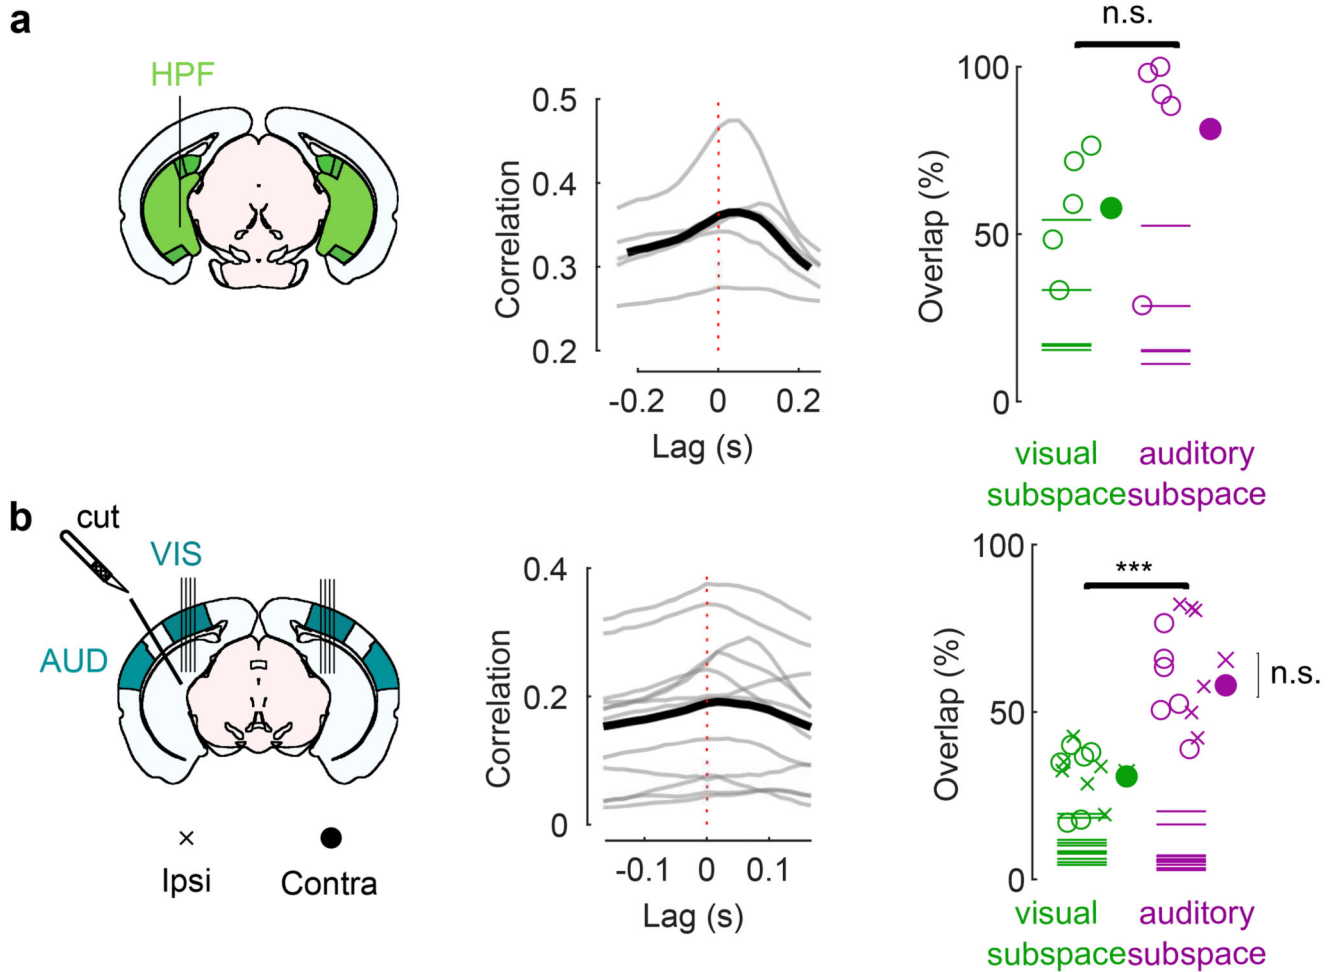 a
HPF
0.5
0.4
0.3
0.2
Correlation
-0.2 0 0.2
Lag (s)
n.s.
100
50
0
Overlap (%)
visual auditory
subspace subspace
b
cut
VIS
AUD
Ipsi Contra
0.4
0.2
0
Correlation
-0.1 0 0.1
Lag (s)
100
50
0
Overlap (%)
***
n.s.
visual auditory
subspace subspace